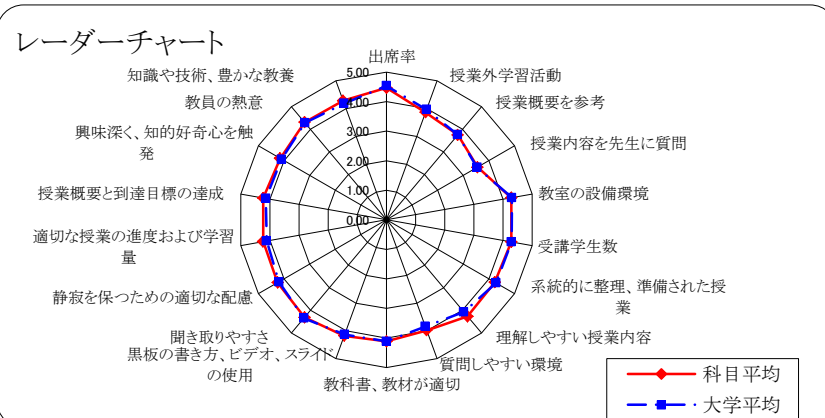 レーダーチャート
出席率
授業外学習活動
授業概要を参考
授業内容を先生に質問
教室の設備環境
受講学生数
系統的に整理、準備された授
業
理解しやすい授業内容
質問しやすい環境
教科書、教材が適切
黒板の書き方、ビデオ、スライド
の使用
聞き取りやすさ
静寂を保つための適切な配慮
適切な授業の進度および学習
量
授業概要と到達目標の達成
興味深く、知的好奇心を触
発
教員の熱意
知識や技術、豊かな教養
5.00
4.00
3.00
2.00
1.00
0.00
科目平均
大学平均